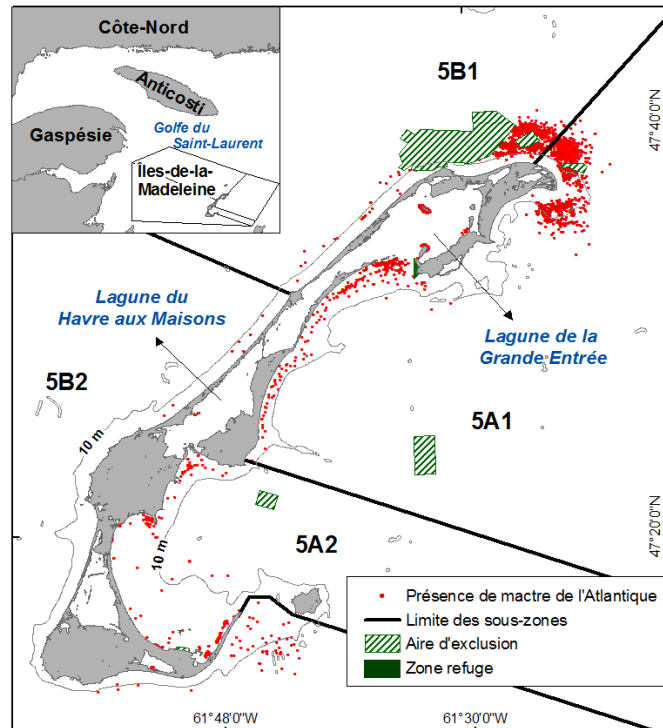 Côte-Nord
Anticosti
Gaspésie
Golfe du
Saint-Laurent
Îles-de-la-
Madeleine
5B1
47°40'0"N
Lagune du
Havre aux Maisons
Lagune de la
Grande Entrée
5B2
5A1
10 m
10 m
5A2
47°20'0"N
Présence de mactre de l'Atlantique
Limite des sous-zones
Aire d'exclusion
Zone refuge
61°48'0"W
61°30'0"W